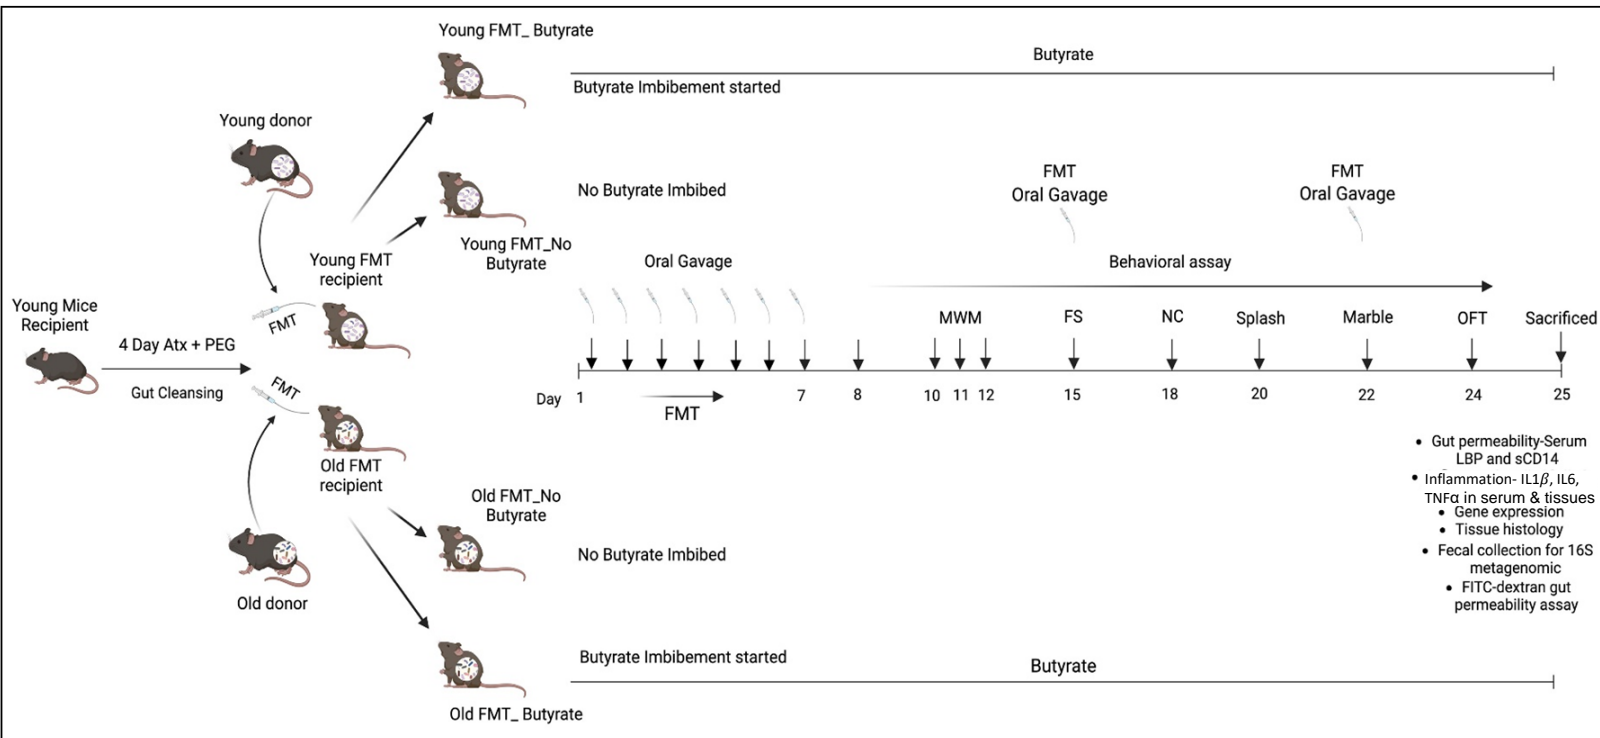 Young FMT_ Butyrate
Butyrate
Butyrate Imbibement started
Young donor
FMT
Oral Gavage
FMT
Oral Gavage
No Butyrate Imbibed
Young FMT_No
Butyrate
Young FMT
recipient
Oral Gavage
Behavioral assay
Young Mice
Recipient
FMT
4 Day Atx + PEG
Gut Cleansing
FMT
MWM
FS
NC
Splash
Marble
OFT
Sacrificed
Day 1 7 8 10 11 12 15 18 20 22 24 25
FMT
Old FMT
recipient
Old FMT_No
Butyrate
No Butyrate Imbibed
Old donor
Butyrate Imbibement started
Butyrate
Old FMT_ Butyrate
• Gut permeability-Serum
LBP and sCD14
• Inflammation- IL1β, IL6,
TNFα in serum & tissues
• Gene expression
• Tissue histology
• Fecal collection for 16S
metagenomic
• FITC-dextran gut
permeability assay